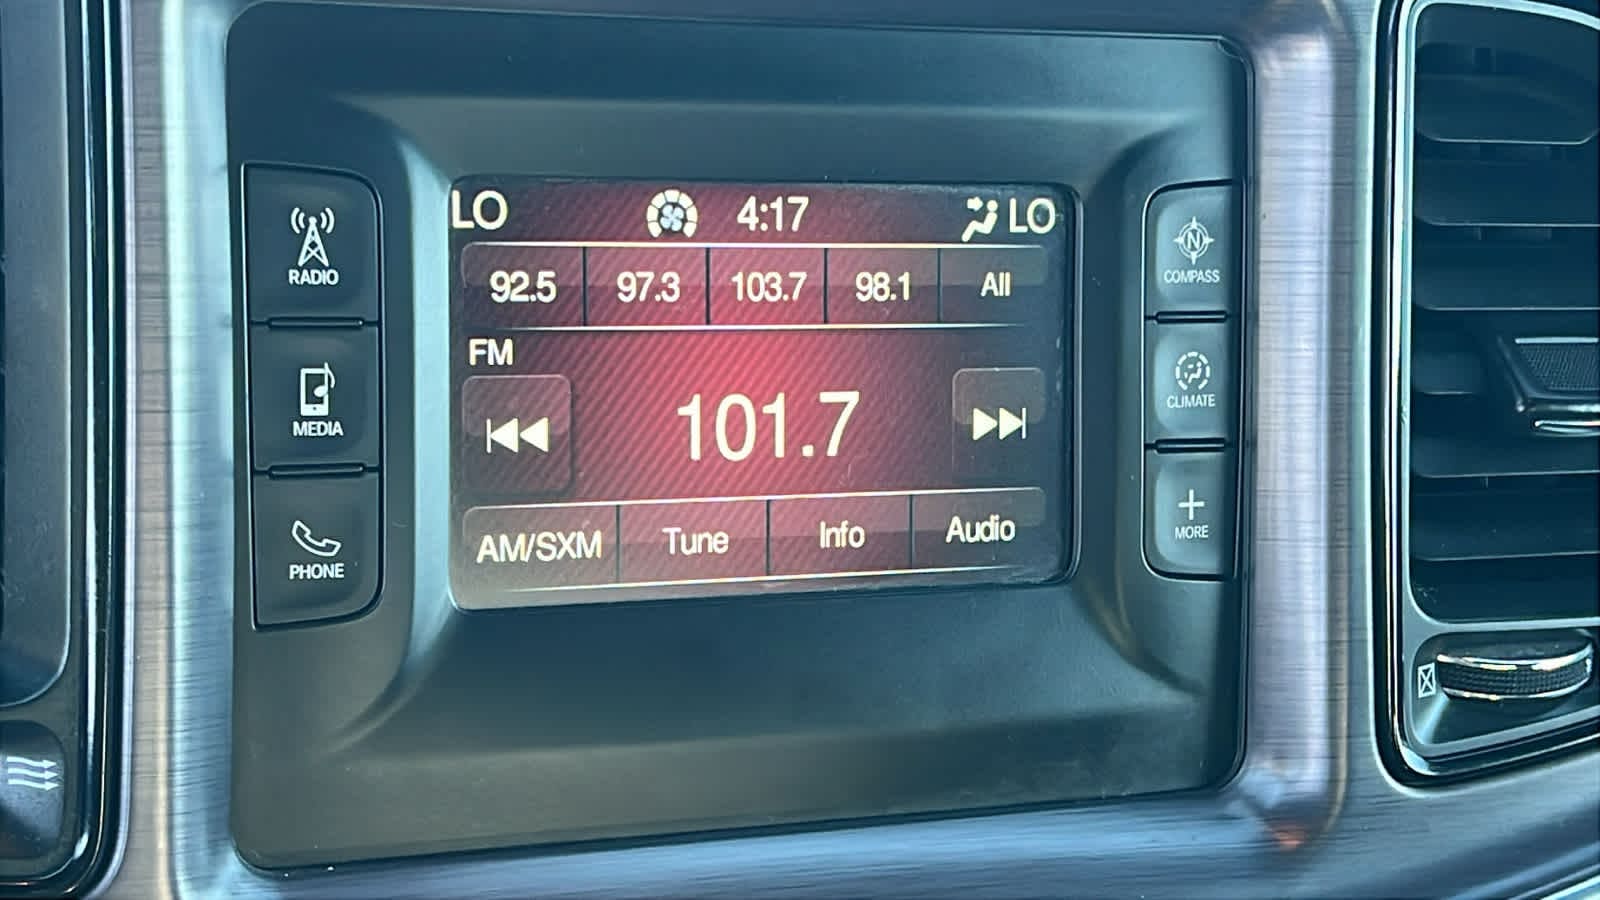 LO 4:17 LO
92.5 97.3 103.7 98.1 All
FM
101.7
AM/SXM Tune Info Audio
RADIO
MEDIA
PHONE
N
COMPASS
CLIMATE
MORE